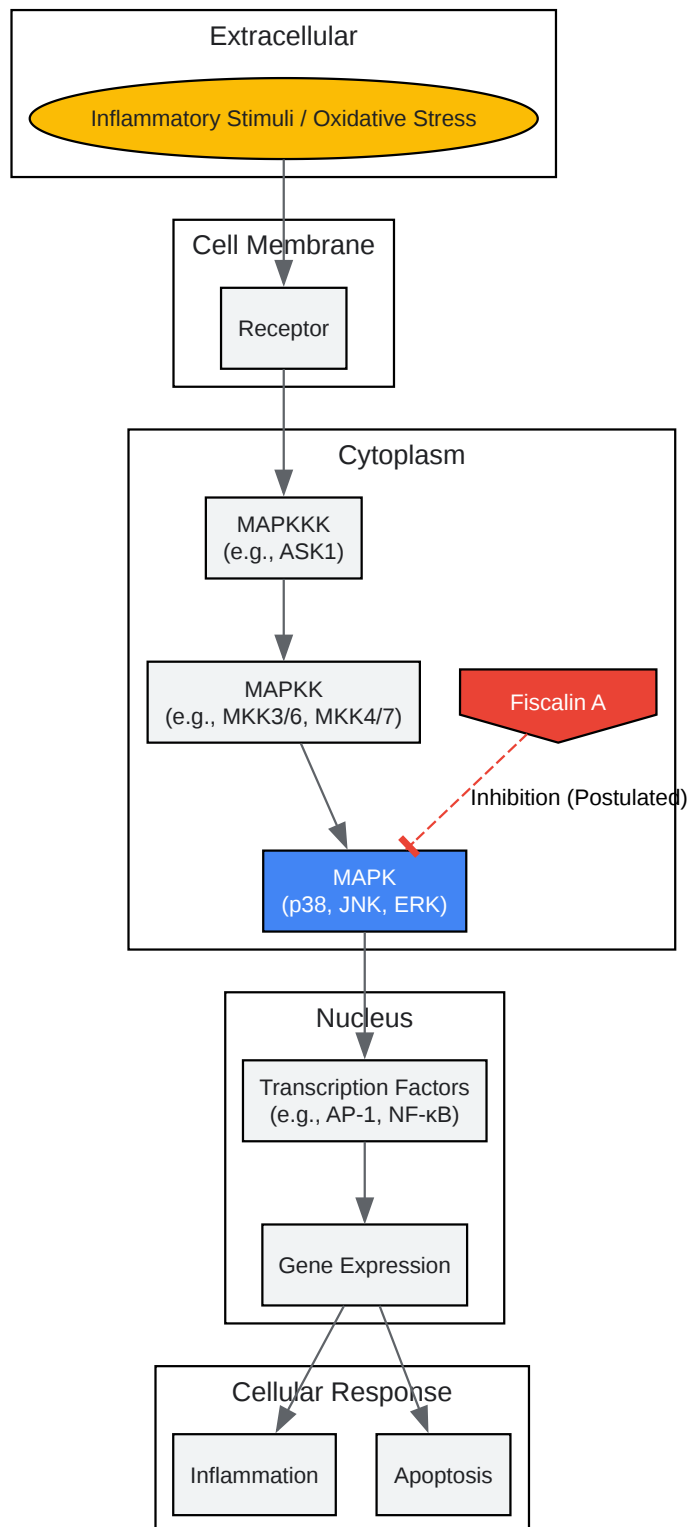 Extracellular
Inflammatory Stimuli / Oxidative Stress
Cell Membrane
Receptor
Cytoplasm
MAPKKK
(e.g., ASK1)
MAPKK
(e.g., MKK3/6, MKK4/7)
Fiscalin A
Inhibition (Postulated)
MAPK
(p38, JNK, ERK)
Nucleus
Transcription Factors
(e.g., AP-1, NF-κB)
Gene Expression
Cellular Response
Inflammation
Apoptosis